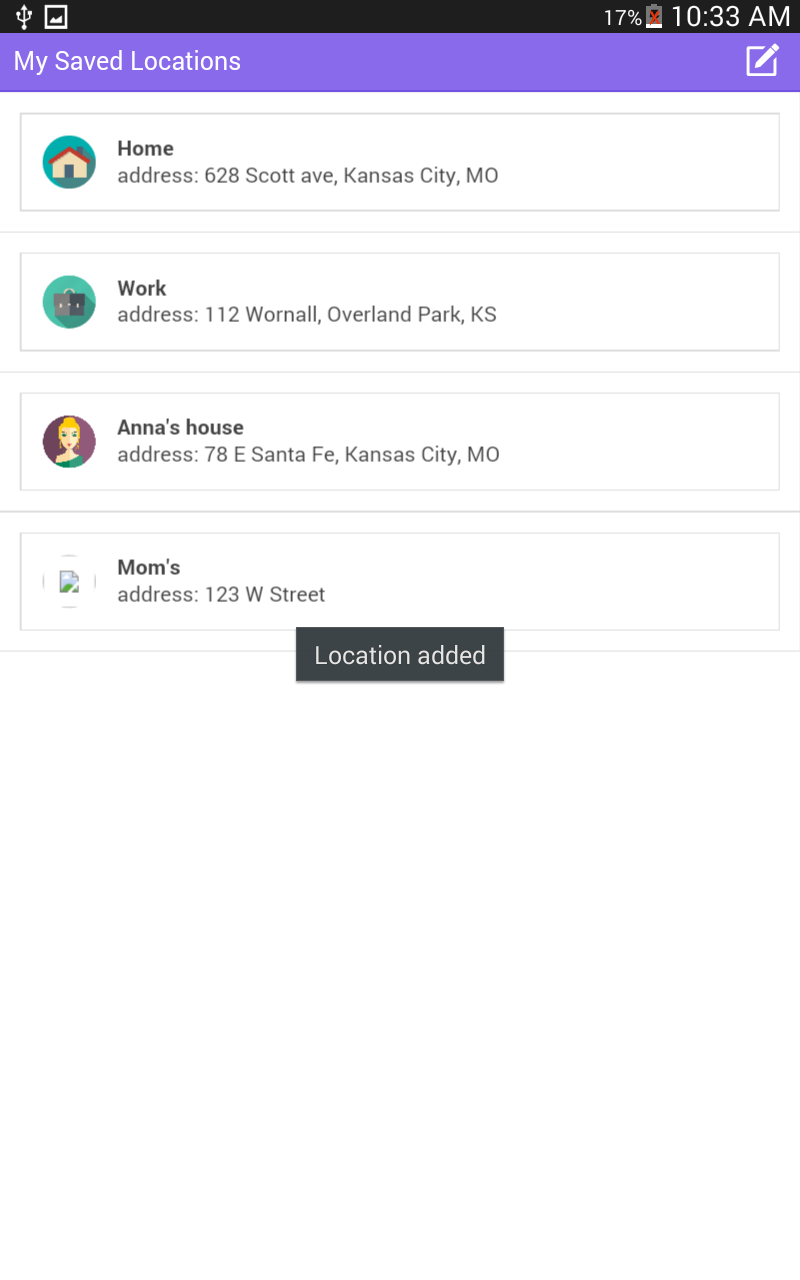 17% 10:33 AM
My Saved Locations
Home
address: 628 Scott ave, Kansas City, MO
Work
address: 112 Wornall, Overland Park, KS
Anna's house
address: 78 E Santa Fe, Kansas City, MO
Mom's
address: 123 W Street
Location added